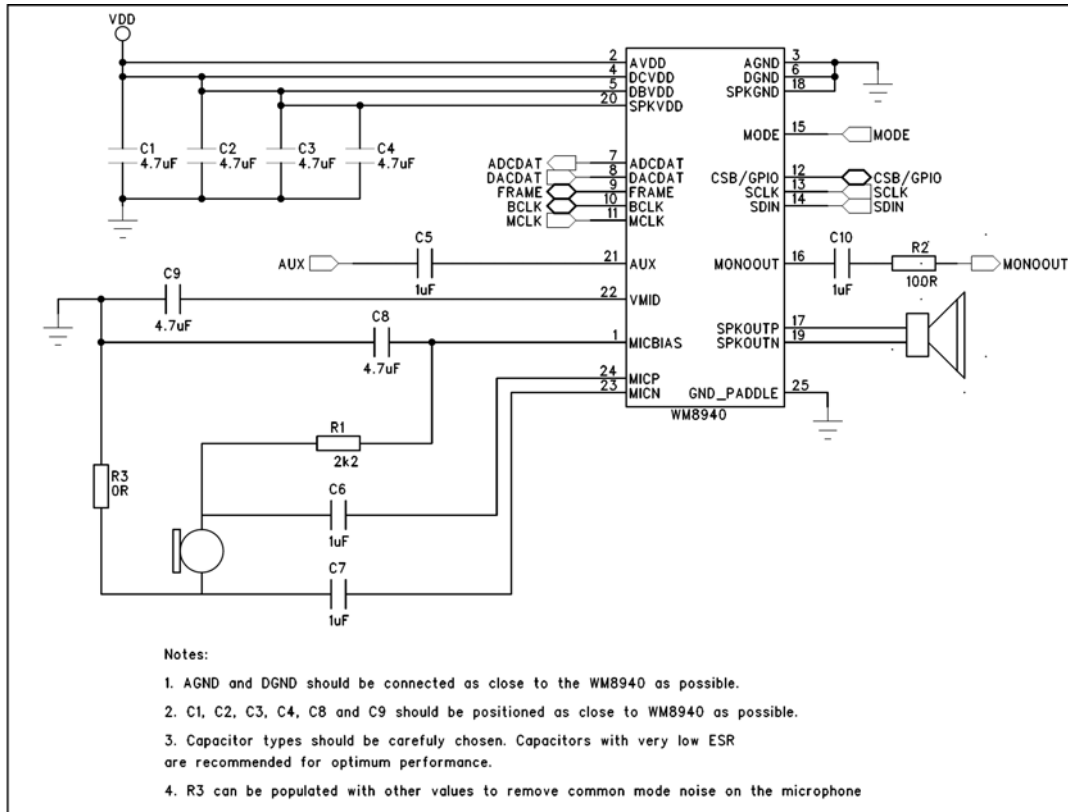 VDD
2 AVDD
4 DCVDD
5 DBVDD
20 SPKVDD
AGND 3
DGND 6
SPKGND 18
C1
4.7uF
C2
4.7uF
C3
4.7uF
C4
4.7uF
MODE 15 MODE
ADCDAT 7 ADCDAT
DACDAT 8 DACDAT
FRAME 9 FRAME
BCLK 10 BCLK
MCLK 11 MCLK
CSB/GPIO 12 CSB/GPIO
SCLK 13 SCLK
SDIN 14 SDIN
AUX
C5
1uF
21 AUX
MONOOUT 16
C10
1uF
R2
100R
MONOOUT
C9
4.7uF
22 VMID
C8
4.7uF
1 MICBIAS
SPKOUTP 17
SPKOUTN 19
24 MICP
23 MICN
GND_PADDLE 25
WM8940
R1
2k2
R3
0R
C6
1uF
C7
1uF
Notes:
1. AGND and DGND should be connected as close to the WM8940 as possible.
2. C1, C2, C3, C4, C8 and C9 should be positioned as close to WM8940 as possible.
3. Capacitor types should be carefuly chosen. Capacitors with very low ESR
are recommended for optimum performance.
4. R3 can be populated with other values to remove common mode noise on the microphone